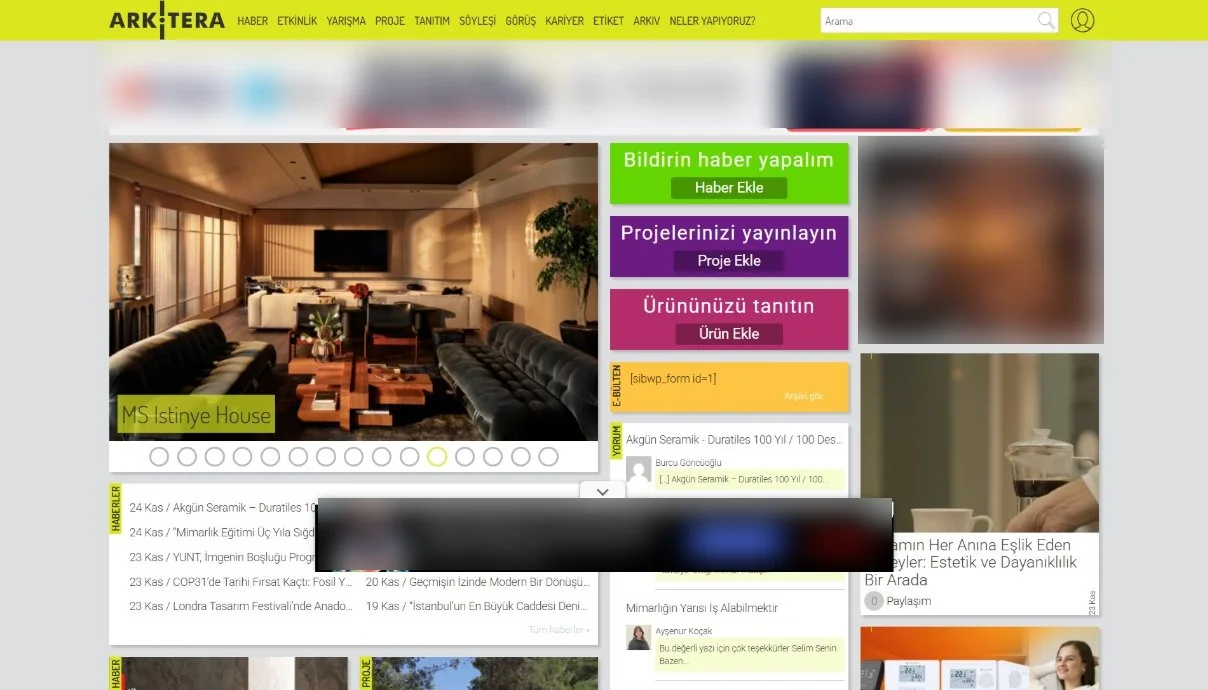 ARKİTERA
HABER ETKİNLİK YARIŞMA PROJE TANITIM SÖYLEŞİ GÖRÜŞ KARİYER ETİKET ARKIV NELER YAPIYORUZ?
Arama
MS Istinye House
Bildirin haber yapalım
Haber Ekle
Projelerinizi yayınlayın
Proje Ekle
Ürününüzü tanıtın
Ürün Ekle
E-BÜLTEN
[sibwp_form id=1]
Arşivi gör
YORUM
Akgün Seramik - Duratiles 100 Yıl / 100 Des...
Burcu Göncüoğlu
[...] Akgün Seramik – Duratiles 100 Yıl / 100...
HABERLER
24 Kas / Akgün Seramik – Duratiles 10
24 Kas / “Mimarlık Eğitimi Üç Yıla Sığd
23 Kas / YUNT, İmgenin Boşluğu Progr
23 Kas / COP31’de Tarihi Fırsat Kaçtı: Fosil Y...
23 Kas / Londra Tasarım Festivali’nde Anado...
20 Kas / Geçmişin İzinde Modern Bir Dönüşü...
19 Kas / “İstanbul’un En Büyük Caddesi Deni...
Tüm haberler »
Mimarlığın Yarısı İş Alabilmektir
Ayşenur Koçak
Bu değerli yazı için çok teşekkürler Selim Senin.
Bazen...
amın Her Anına Eşlik Eden
eyler: Estetik ve Dayanıklılık
Bir Arada
0 Paylaşım
23 Kas
HABER
PROJE